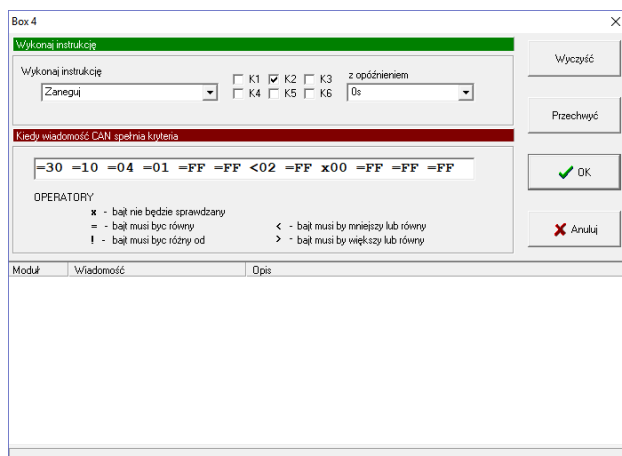 Box 4
Wykonaj instrukcję
Wyczyść
Wykonaj instrukcję
K1 K2 K3 z opóźnieniem
Zaneguj K4 K5 K6 0s
Przechwyć
Kiedy wiadomość CAN spełnia kryteria
=30 =10 =04 =01 =FF =FF <02 =FF x00 =FF =FF =FF
OK
OPERATORY
x - bajt nie będzie sprawdzany
= - bajt musi byc równy < - bajt musi by mniejszy lub równy
! - bajt musi byc różny od > - bajt musi by większy lub równy
Anuluj
Moduł Wiadomość Opis